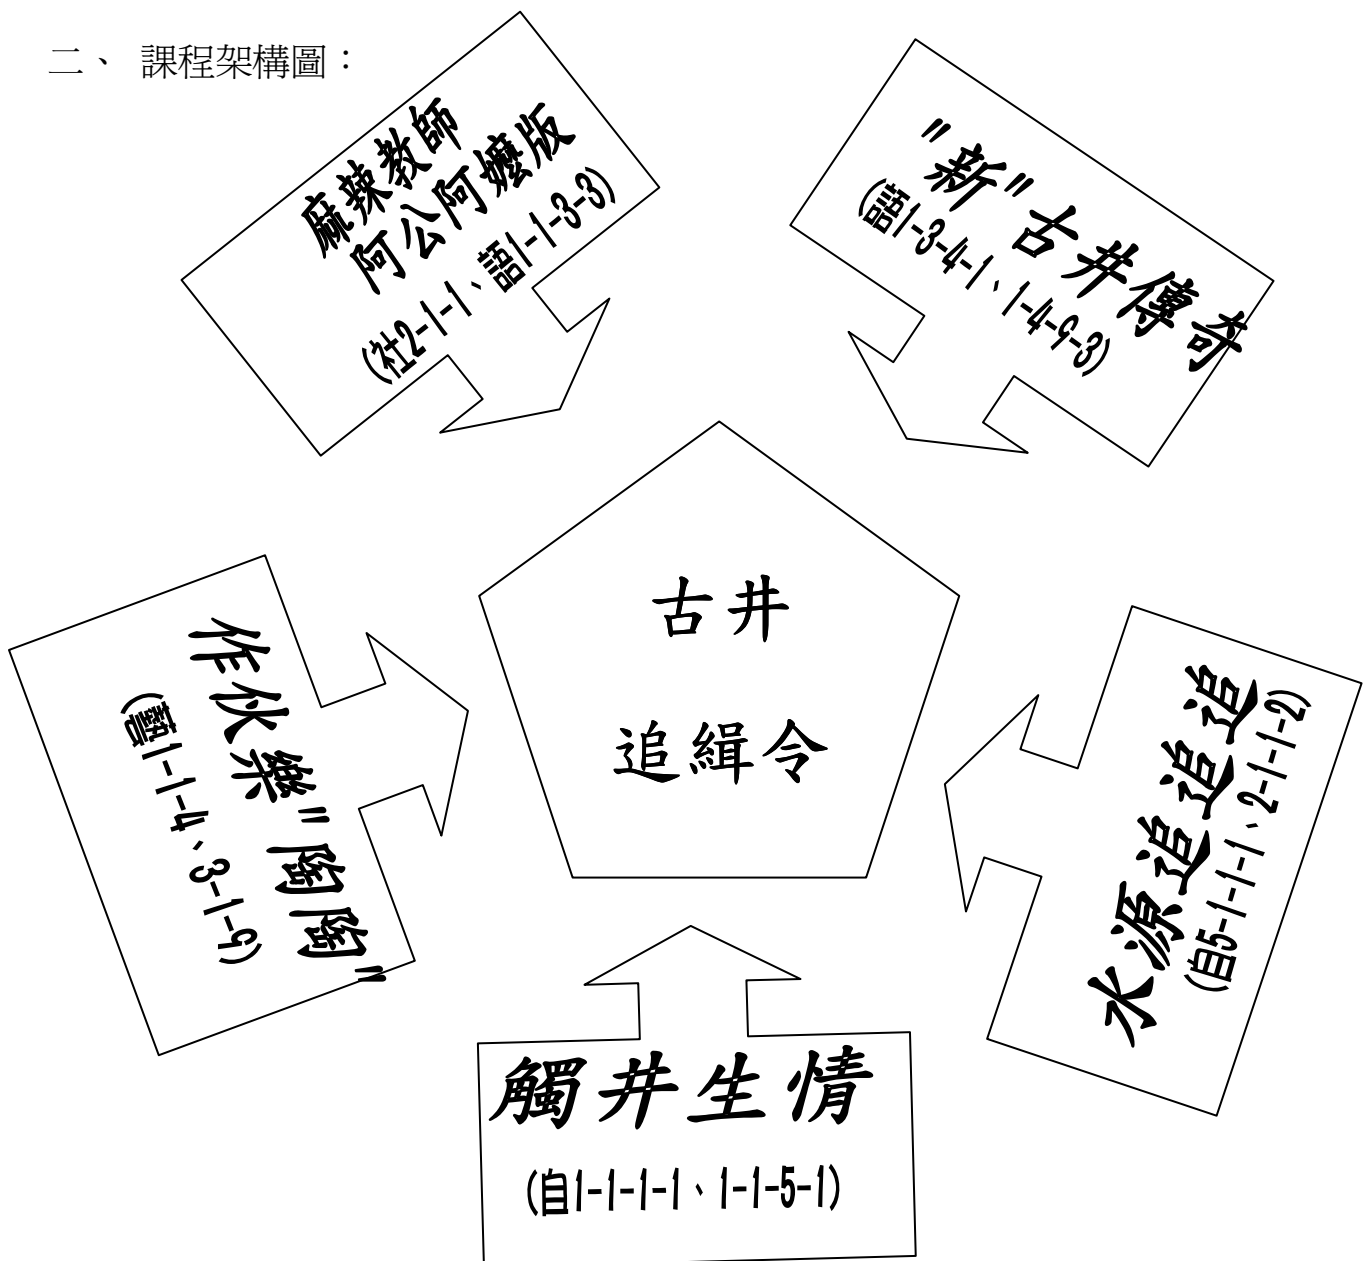 二、 課程架構圖：
麻辣教師
阿公阿嬤版
(社2-1-1、語1-1-3-3)
"新"古井傳奇
(語1-3-4-1、1-4-9-3)
古井
追緝令
作伙樂"陶陶"
(藝1-1-4、3-1-9)
水源追追追
(自5-1-1-1、2-1-1-2)
觸井生情
(自1-1-1-1、1-1-5-1)